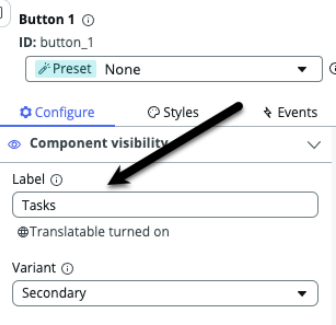 Button 1
ID: button_1
Preset None
Configure Styles Events
Component visibility
Label
Tasks
Translatable turned on
Variant
Secondary